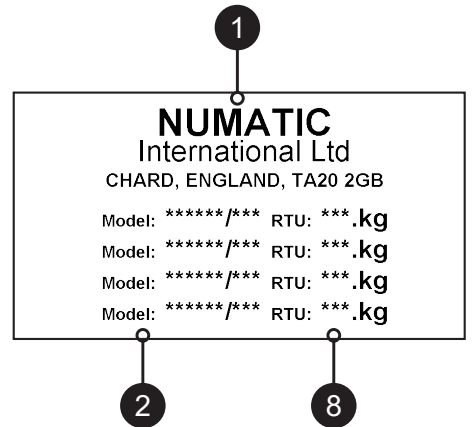 1
NUMATIC
International Ltd
CHARD, ENGLAND, TA20 2GB
Model: ******/*** RTU: ***.kg
Model: ******/*** RTU: ***.kg
Model: ******/*** RTU: ***.kg
Model: ******/*** RTU: ***.kg
2 8